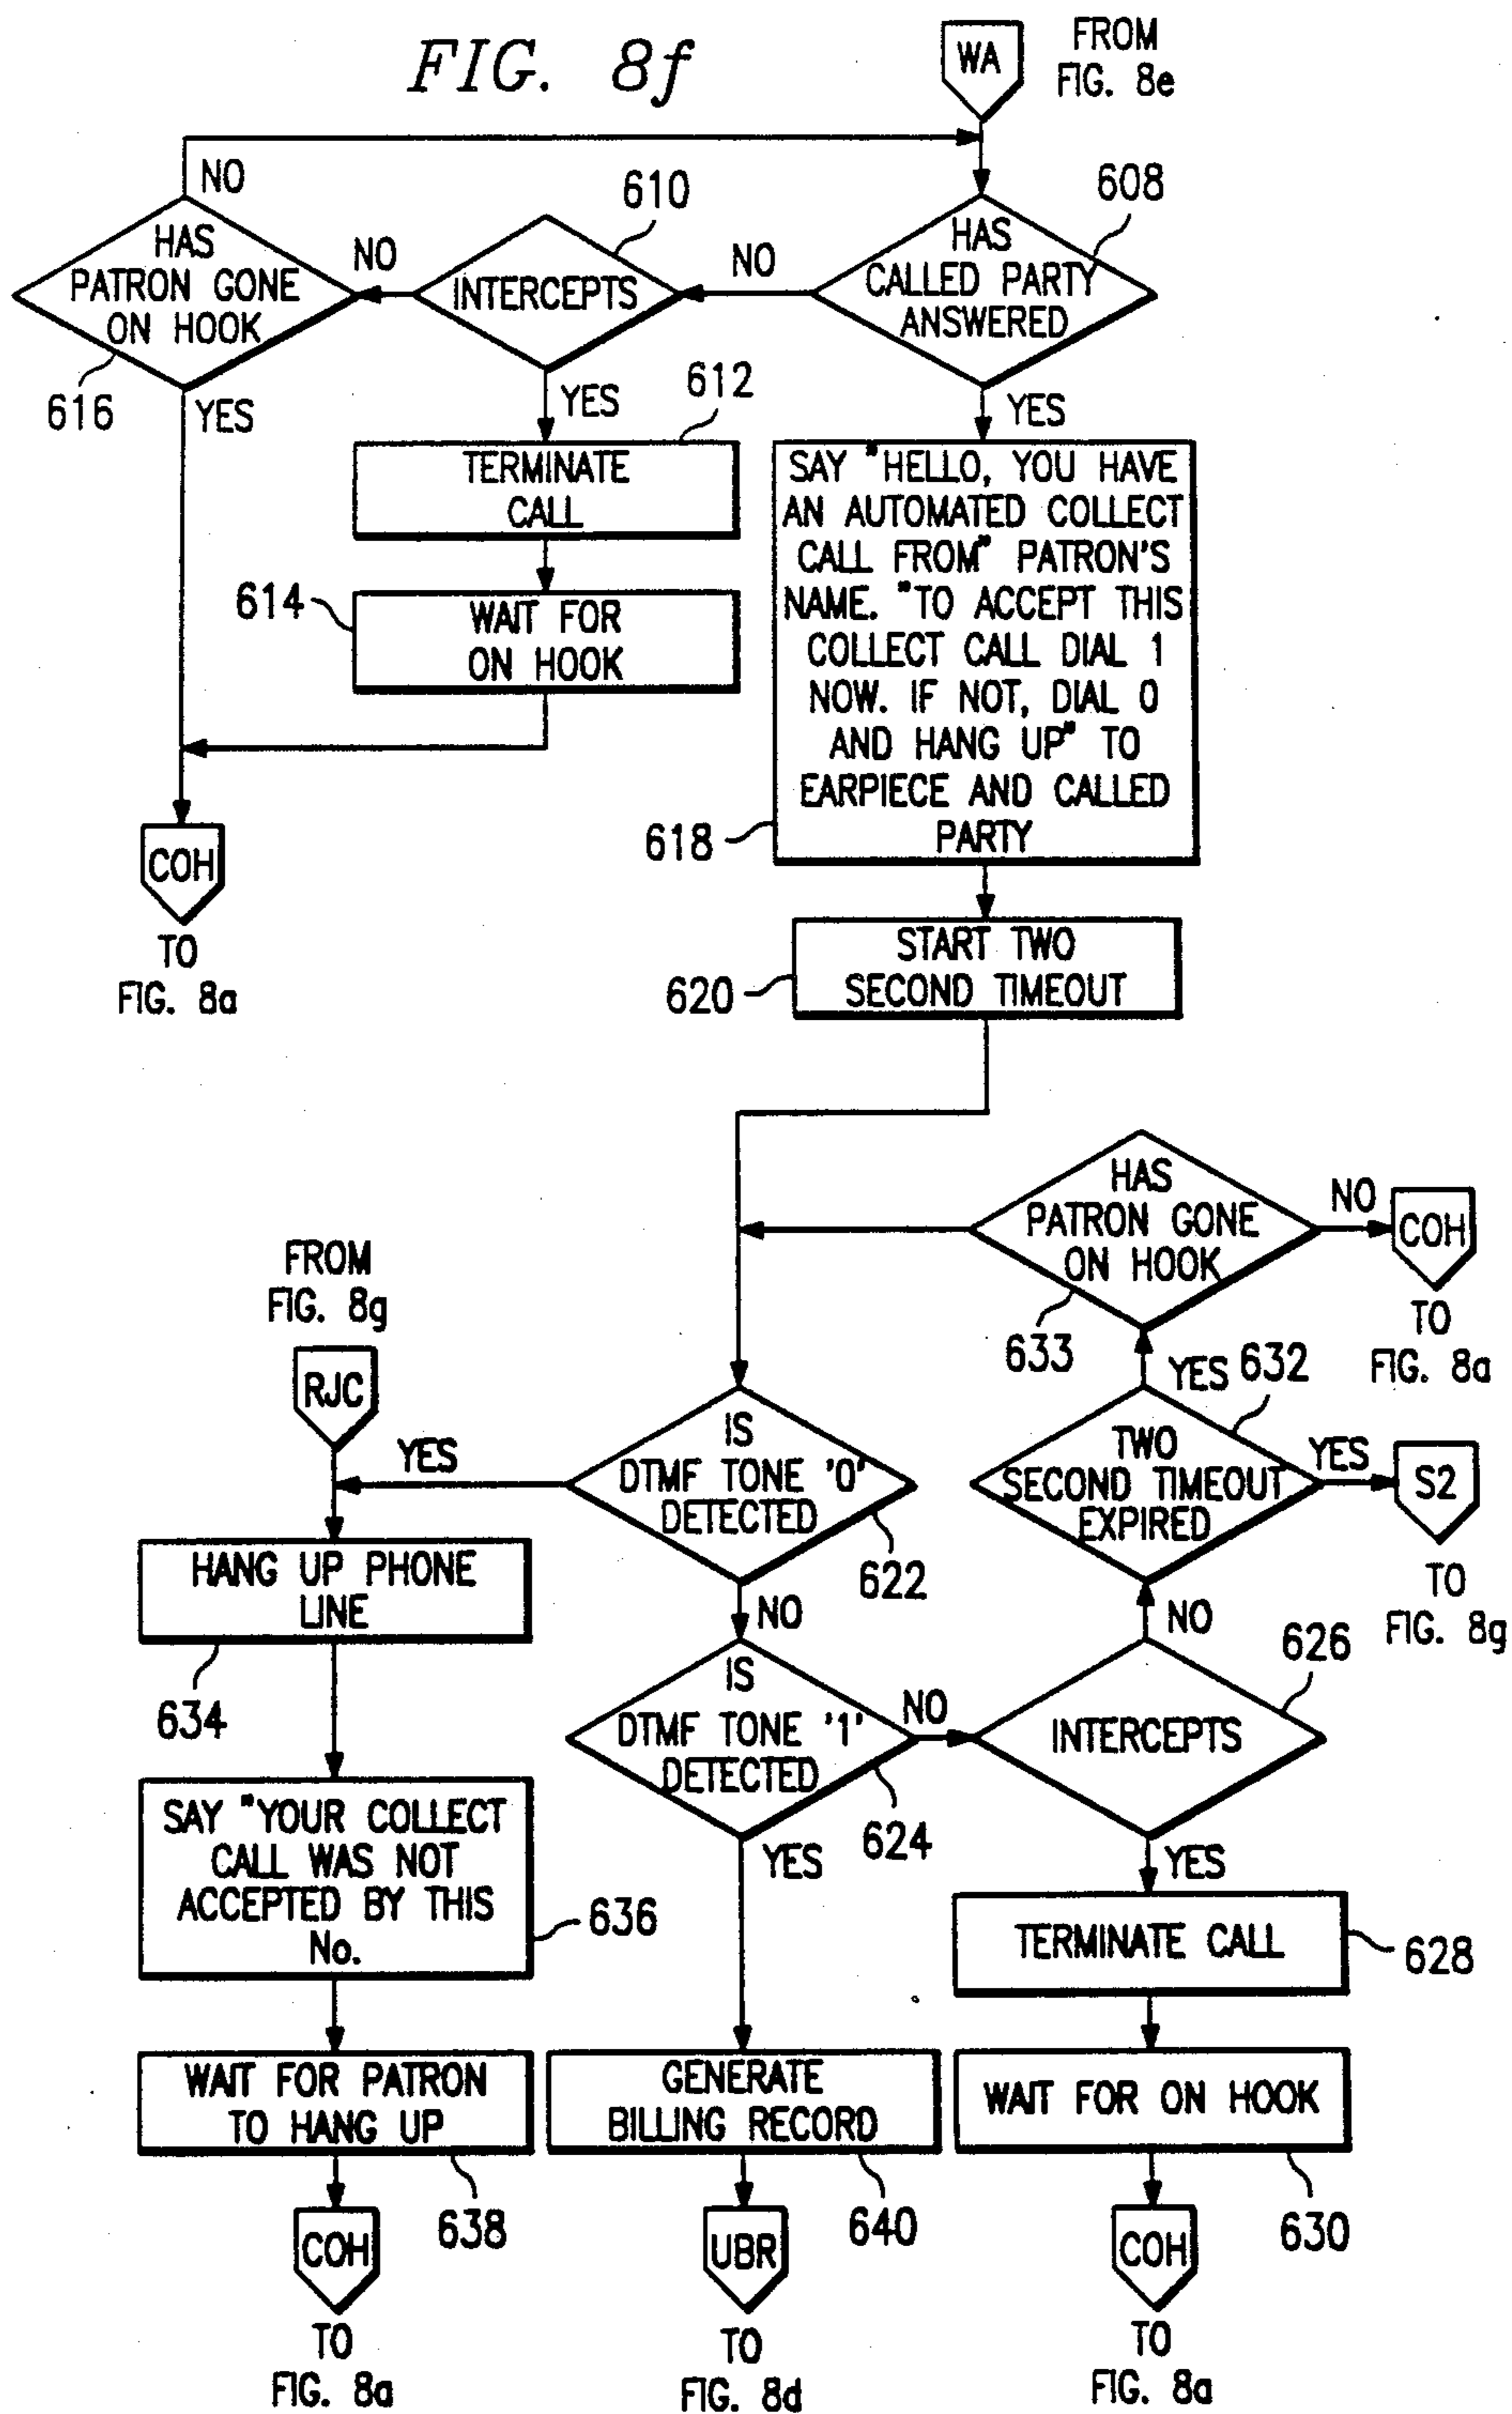 FIG. 8f
WA
FROM
FIG. 8e
NO
HAS
PATRON GONE
ON HOOK
616
YES
NO
610
INTERCEPTS
YES
NO
608
HAS
CALLED PARTY
ANSWERED
YES
612
TERMINATE
CALL
614
WAIT FOR
ON HOOK
COH
TO
FIG. 8a
SAY "HELLO, YOU HAVE
AN AUTOMATED COLLECT
CALL FROM" PATRON'S
NAME. "TO ACCEPT THIS
COLLECT CALL DIAL 1
NOW. IF NOT, DIAL 0
AND HANG UP" TO
EARPIECE AND CALLED
PARTY
618
START TWO
SECOND TIMEOUT
620
HAS
PATRON GONE
ON HOOK
633
NO
COH
TO
FIG. 8a
FROM
FIG. 8g
RJC
YES
IS
DTMF TONE '0'
DETECTED
622
NO
YES
632
TWO
SECOND TIMEOUT
EXPIRED
YES
S2
TO
FIG. 8g
HANG UP PHONE
LINE
634
IS
DTMF TONE '1'
DETECTED
624
NO
YES
NO
626
INTERCEPTS
YES
SAY "YOUR COLLECT
CALL WAS NOT
ACCEPTED BY THIS
No.
636
TERMINATE CALL
628
WAIT FOR PATRON
TO HANG UP
638
GENERATE
BILLING RECORD
640
WAIT FOR ON HOOK
630
COH
TO
FIG. 8a
UBR
TO
FIG. 8d
COH
TO
FIG. 8a